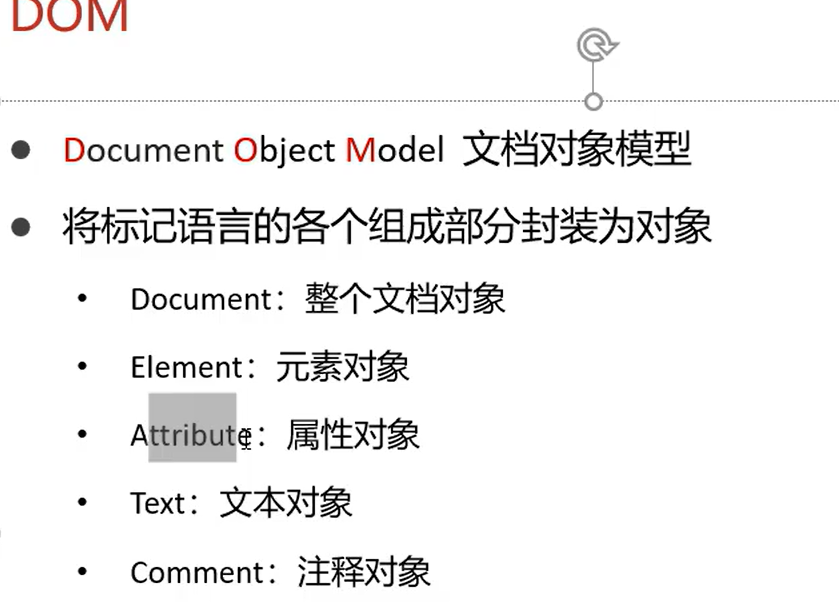 DOM
Document Object Model 文档对象模型
将标记语言的各个组成部分封装为对象
Document：整个文档对象
Element：元素对象
Attribute：属性对象
Text：文本对象
Comment：注释对象